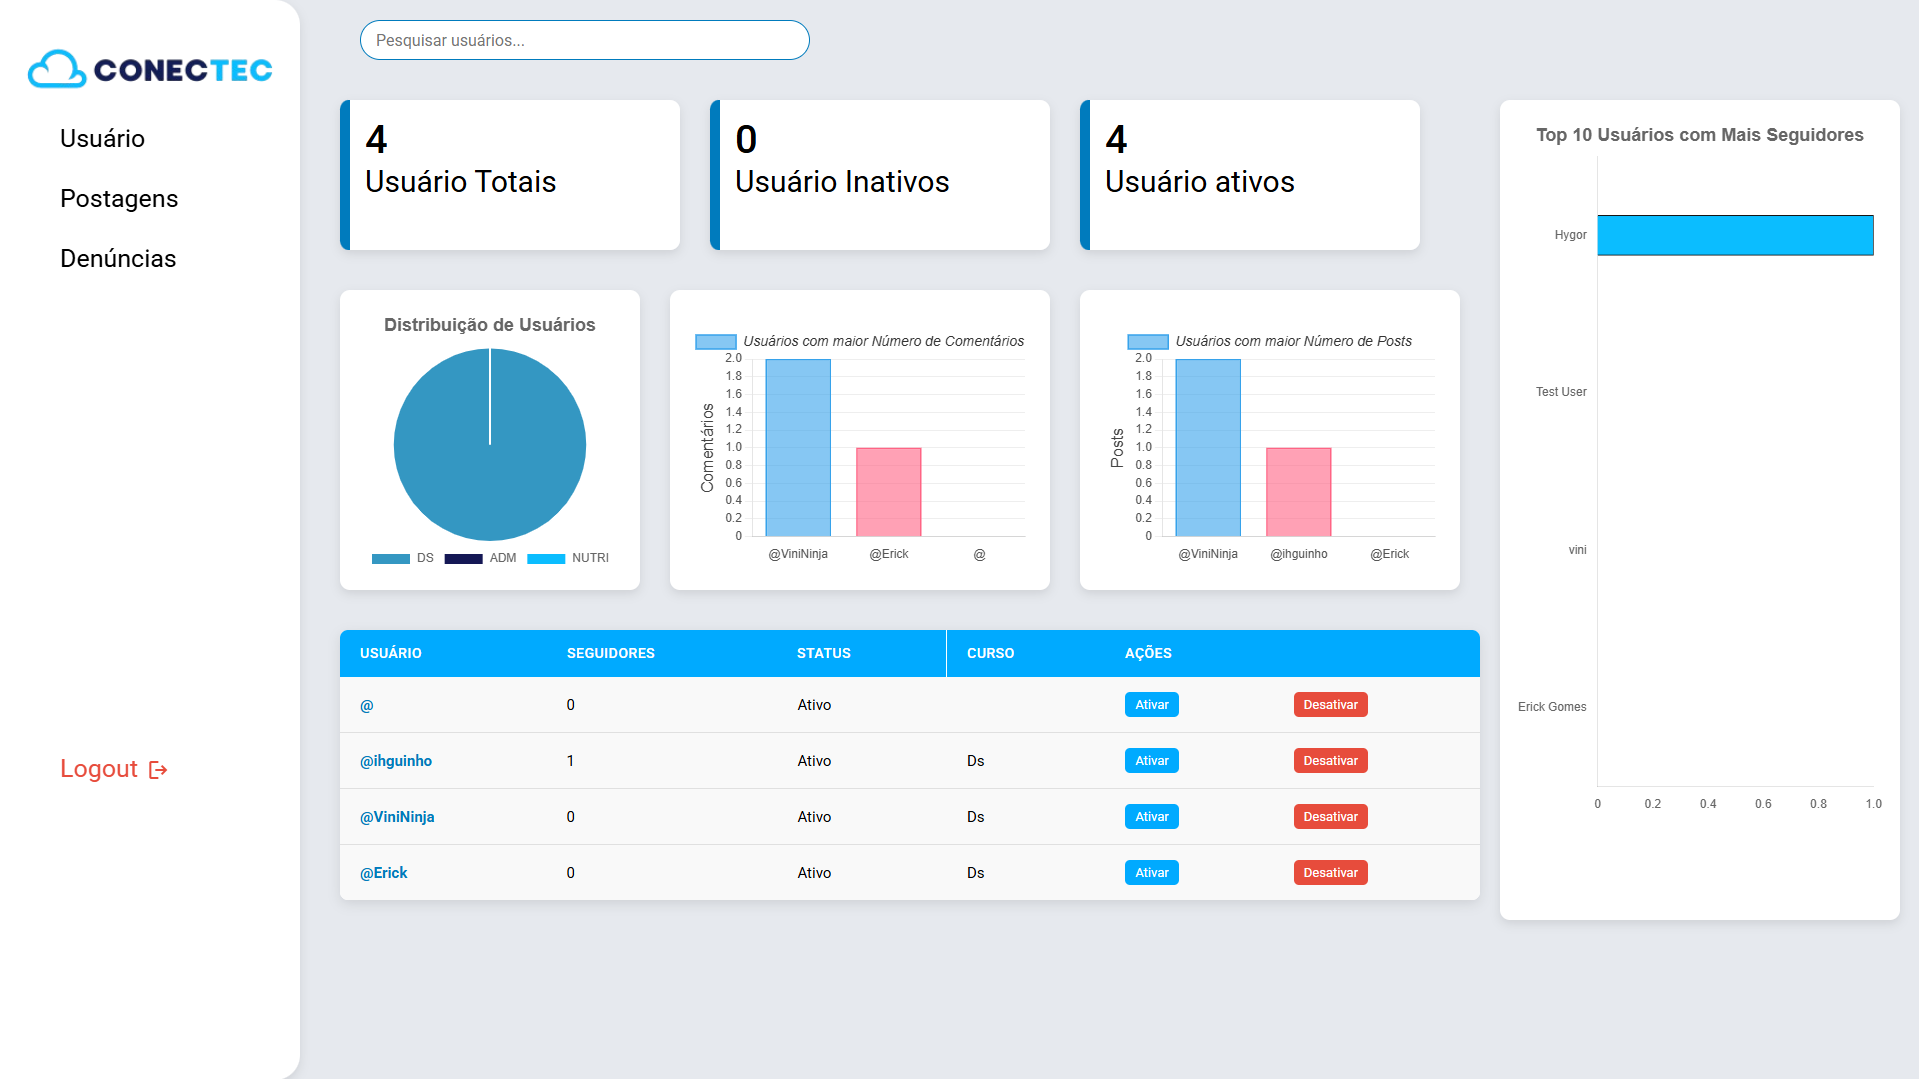 CONECTEC
Usuário
Postagens
Denúncias
Logout
Pesquisar usuários...
4
Usuário Totais
0
Usuário Inativos
4
Usuário ativos
Distribuição de Usuários
DS ADM NUTRI
Usuários com maior Número de Comentários
Comentários
2.0
1.8
1.6
1.4
1.2
1.0
0.8
0.6
0.4
0.2
0
@ViniNinja @Erick @
Usuários com maior Número de Posts
Posts
2.0
1.8
1.6
1.4
1.2
1.0
0.8
0.6
0.4
0.2
0
@ViniNinja @ihguinho @Erick
Top 10 Usuários com Mais Seguidores
Hygor
Test User
vini
Erick Gomes
0 0.2 0.4 0.6 0.8 1.0
USUÁRIO SEGUIDORES STATUS CURSO AÇÕES
@ 0 Ativo Ativar Desativar
@ihguinho 1 Ativo Ds Ativar Desativar
@ViniNinja 0 Ativo Ds Ativar Desativar
@Erick 0 Ativo Ds Ativar Desativar